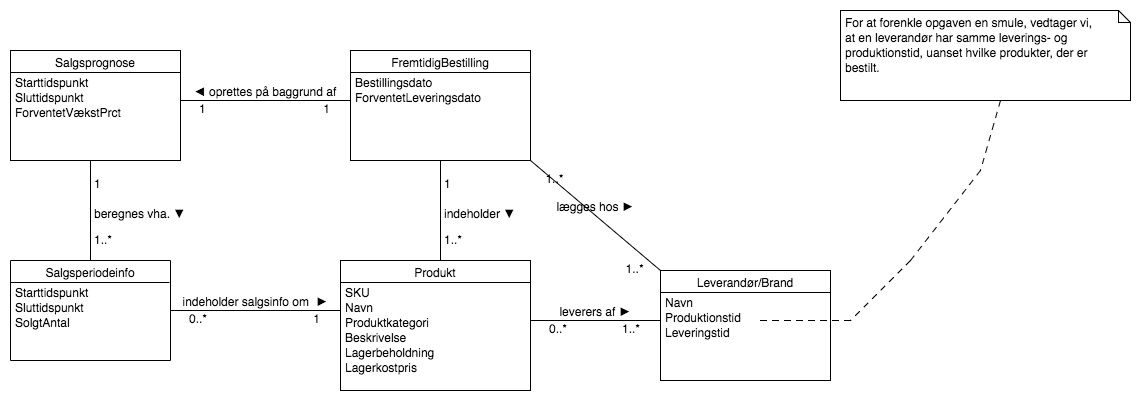 For at forenkle opgaven en smule, vedtager vi,
at en leverandør har samme leverings- og
produktionstid, uanset hvilke produkter, der er
bestilt.
Salgsprognose
Starttidspunkt
Sluttidspunkt
ForventetVækstPrct
◄ oprettes på baggrund af
1
1
FremtidigBestilling
Bestillingsdato
ForventetLeveringsdato
1
beregnes vha. ▼
1..*
1
indeholder ▼
1..*
1..*
lægges hos ►
1..*
Salgsperiodeinfo
Starttidspunkt
Sluttidspunkt
SolgtAntal
indeholder salgsinfo om ►
0..*
1
Produkt
SKU
Navn
Produktkategori
Beskrivelse
Lagerbeholdning
Lagerkostpris
leverers af ►
0..*
1..*
Leverandør/Brand
Navn
Produktionstid
Leveringstid